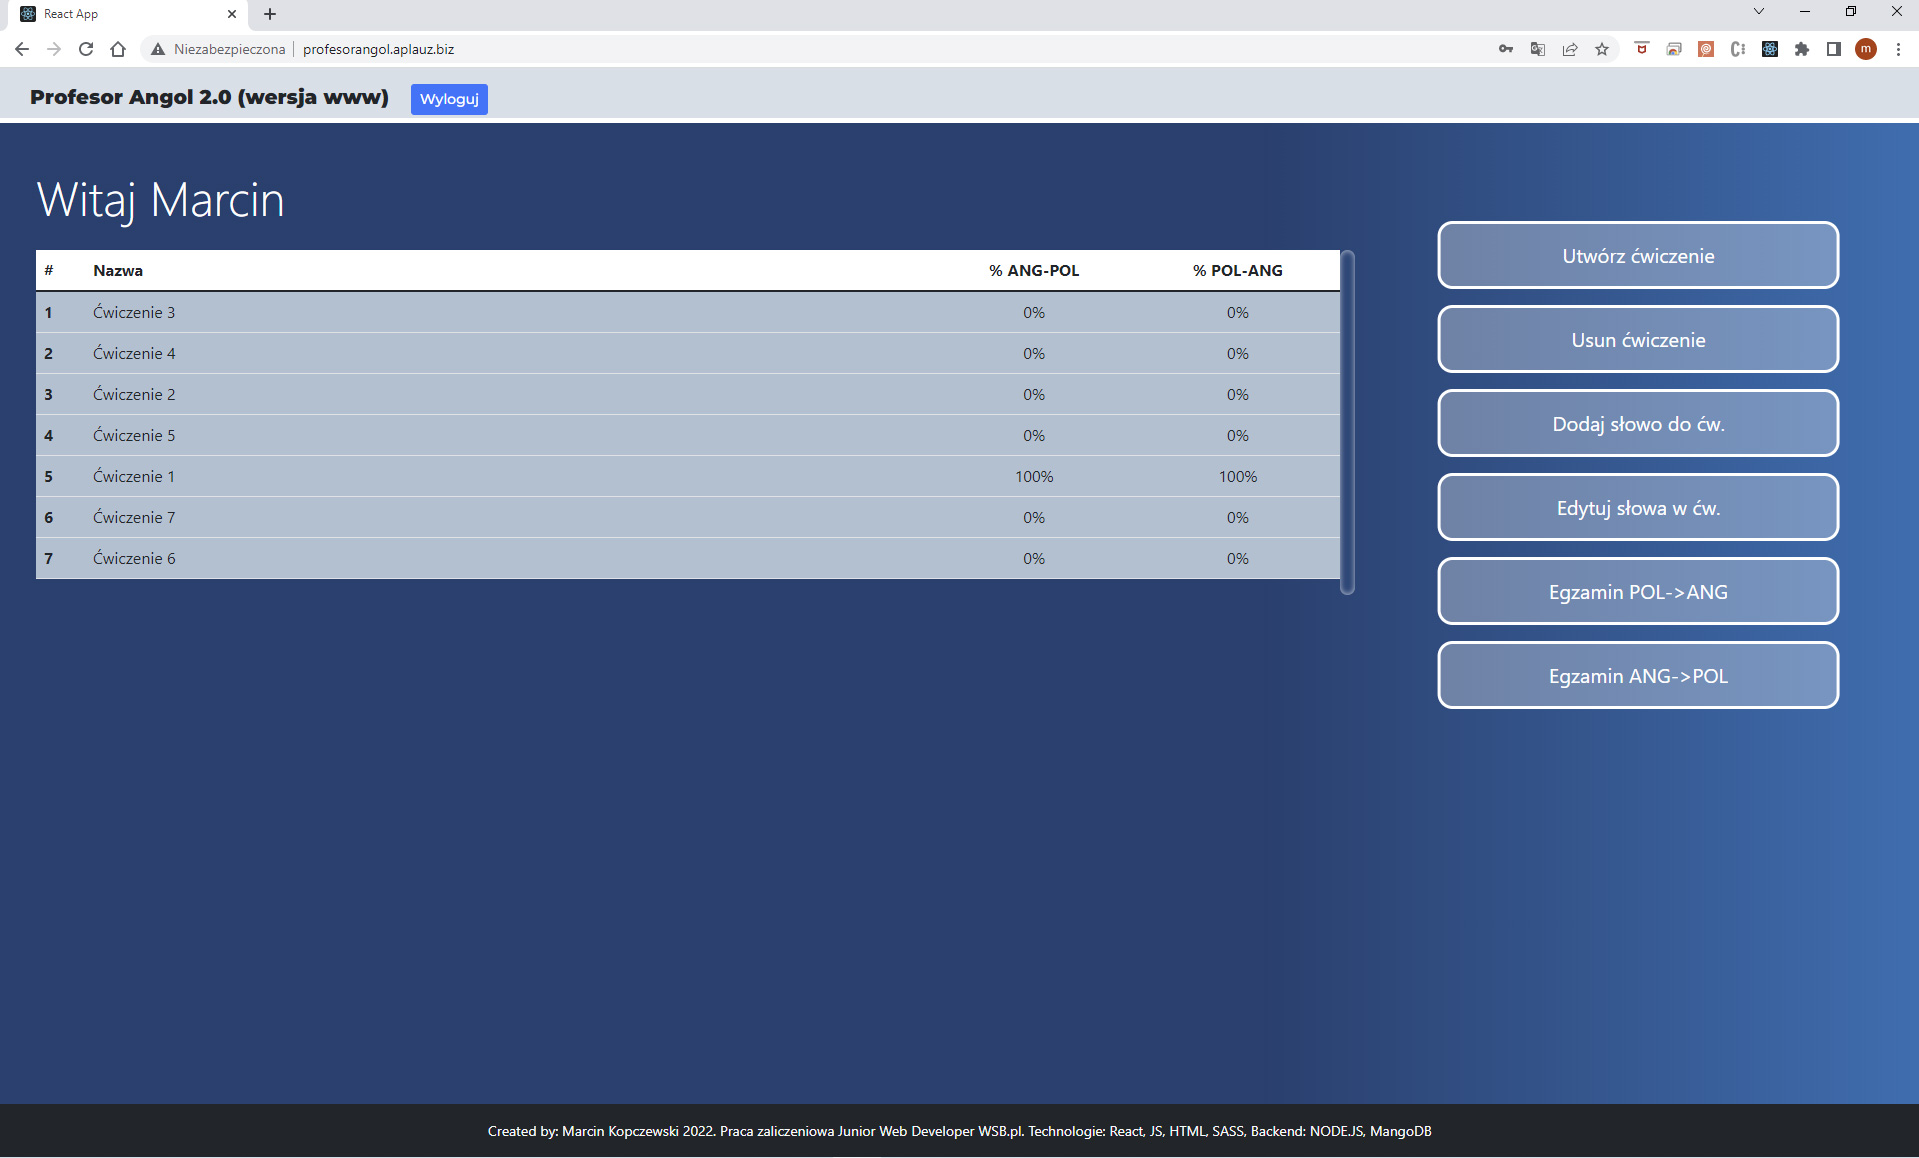 React App
Niezabezpieczona profesorangol.aplauz.biz
m
Profesor Angol 2.0 (wersja www) Wyloguj
Witaj Marcin
# Nazwa % ANG-POL % POL-ANG
1 Ćwiczenie 3 0% 0%
2 Ćwiczenie 4 0% 0%
3 Ćwiczenie 2 0% 0%
4 Ćwiczenie 5 0% 0%
5 Ćwiczenie 1 100% 100%
6 Ćwiczenie 7 0% 0%
7 Ćwiczenie 6 0% 0%
Utwórz ćwiczenie
Usun ćwiczenie
Dodaj słowo do ćw.
Edytuj słowa w ćw.
Egzamin POL->ANG
Egzamin ANG->POL
Created by: Marcin Kopczewski 2022. Praca zaliczeniowa Junior Web Developer WSB.pl. Technologie: React, JS, HTML, SASS, Backend: NODE.JS, MangoDB